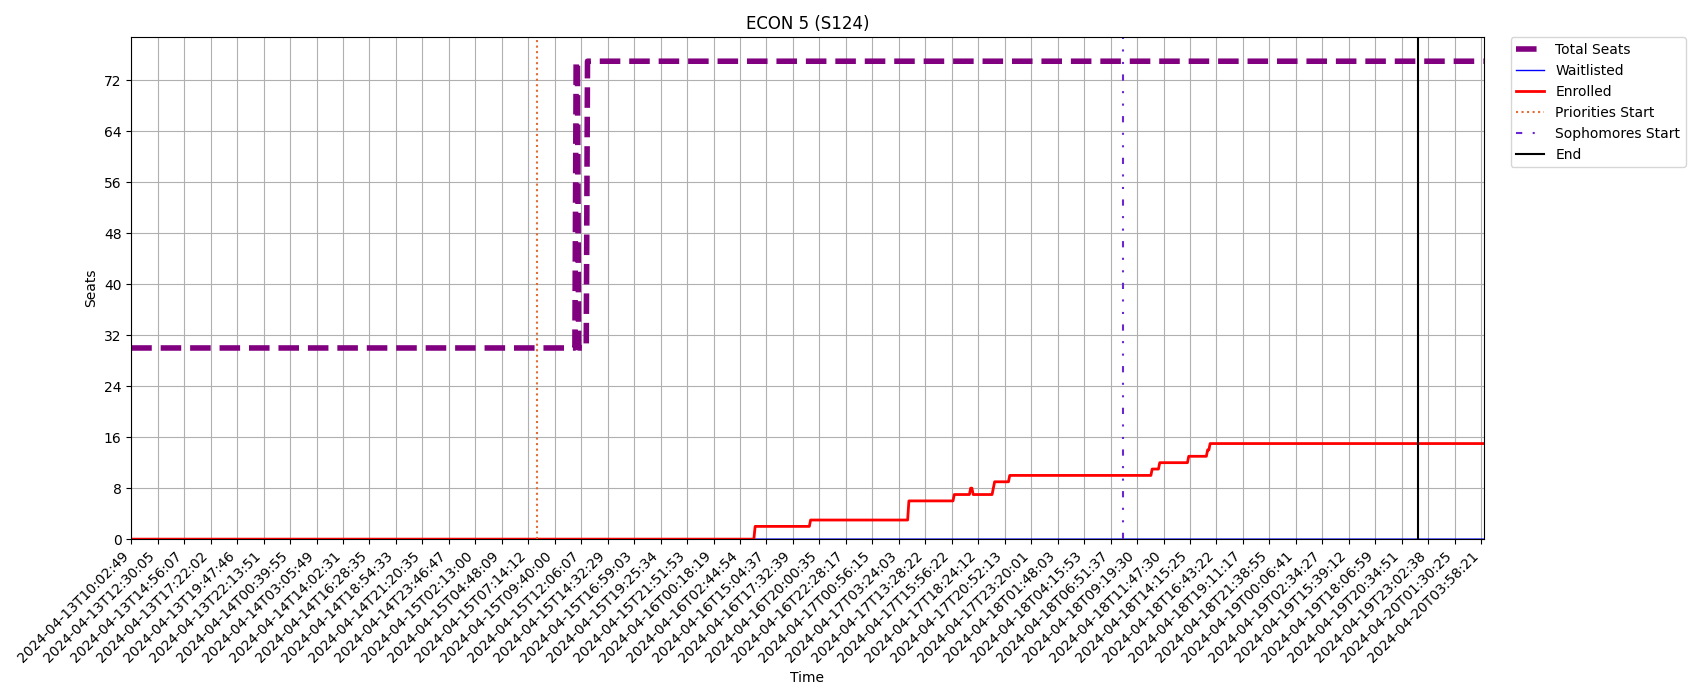 ECON 5 (S124)
Total Seats
Waitlisted
Enrolled
Priorities Start
Sophomores Start
End
Seats
72
64
56
48
40
32
24
16
8
0
2024-04-13T10:02:49
2024-04-13T12:30:05
2024-04-13T14:56:07
2024-04-13T17:22:02
2024-04-13T19:47:46
2024-04-13T22:13:51
2024-04-14T00:39:55
2024-04-14T03:05:49
2024-04-14T14:02:31
2024-04-14T16:28:35
2024-04-14T18:54:33
2024-04-14T21:20:35
2024-04-14T23:46:47
2024-04-15T02:13:00
2024-04-15T04:48:09
2024-04-15T07:14:12
2024-04-15T09:40:00
2024-04-15T12:06:07
2024-04-15T14:32:29
2024-04-15T16:59:03
2024-04-15T19:25:34
2024-04-15T21:51:53
2024-04-16T00:18:19
2024-04-16T02:44:54
2024-04-16T15:04:37
2024-04-16T17:32:39
2024-04-16T20:00:35
2024-04-16T22:28:17
2024-04-17T00:56:15
2024-04-17T03:24:03
2024-04-17T13:28:22
2024-04-17T15:56:22
2024-04-17T18:24:12
2024-04-17T20:52:13
2024-04-17T23:20:01
2024-04-18T01:48:03
2024-04-18T04:15:53
2024-04-18T06:51:37
2024-04-18T09:19:30
2024-04-18T11:47:30
2024-04-18T14:15:25
2024-04-18T16:43:22
2024-04-18T19:11:17
2024-04-18T21:38:55
2024-04-19T00:06:41
2024-04-19T02:34:27
2024-04-19T15:39:12
2024-04-19T18:06:59
2024-04-19T20:34:51
2024-04-19T23:02:38
2024-04-20T01:30:25
2024-04-20T03:58:21
Time